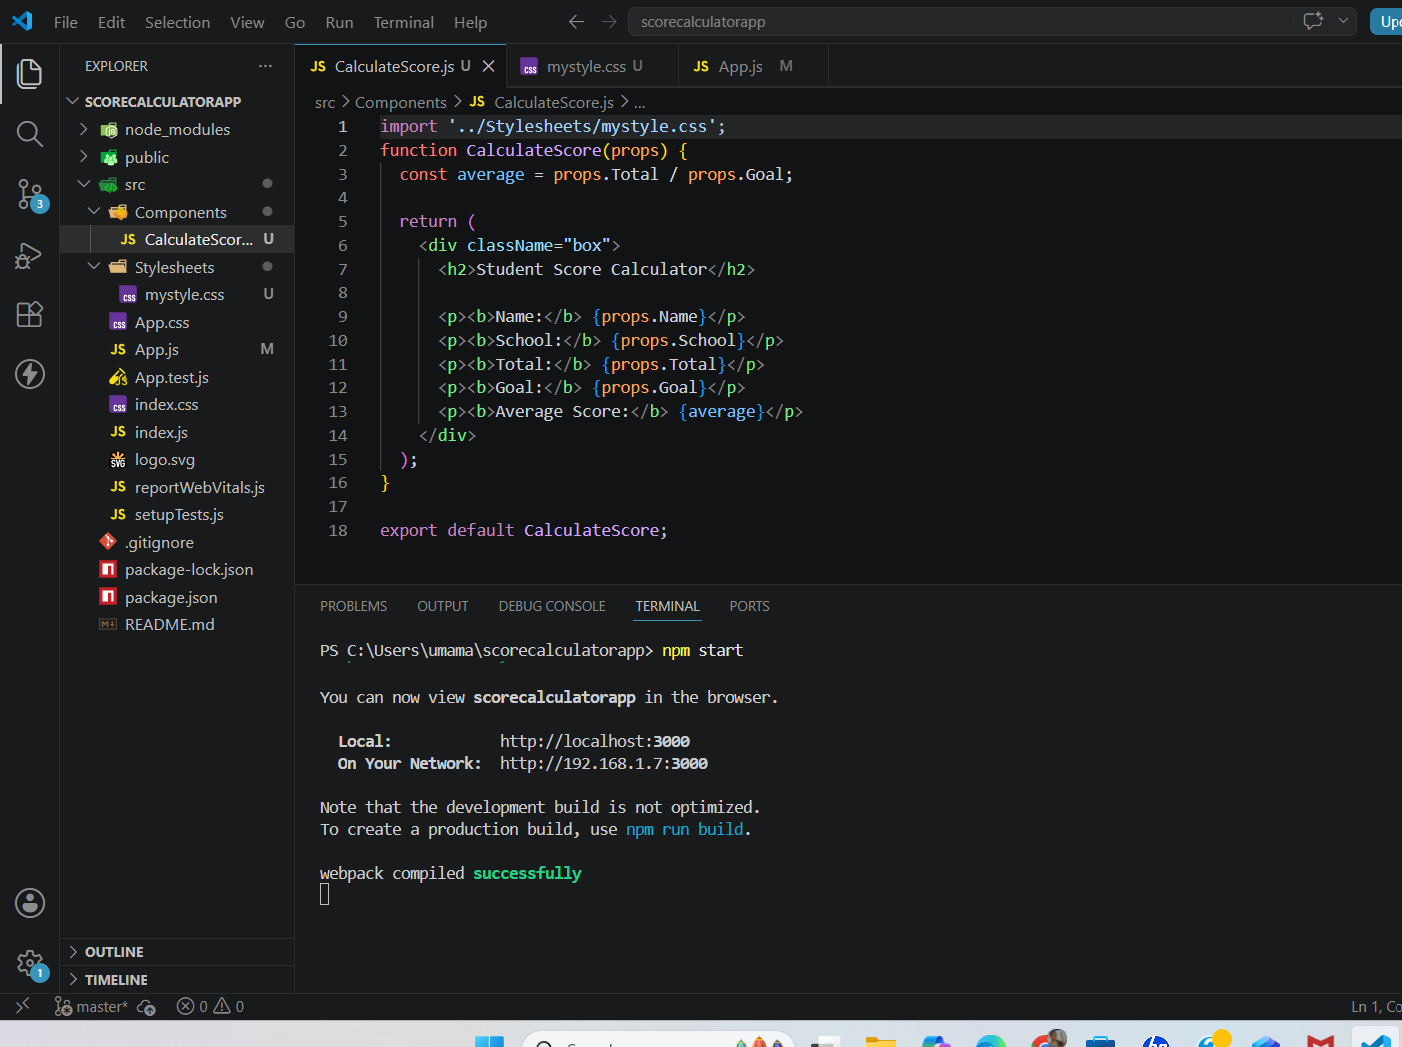 File Edit Selection View Go Run Terminal Help
scorecalculatorapp
EXPLORER
SCORECALCULATORAPP
node_modules
public
src
Components
CalculateScor... U
Stylesheets
mystyle.css U
App.css
App.js M
App.test.js
index.css
index.js
logo.svg
reportWebVitals.js
setupTests.js
.gitignore
package-lock.json
package.json
README.md
OUTLINE
TIMELINE
3
1
JS CalculateScore.js U
css mystyle.css U
JS App.js M
src > Components > JS CalculateScore.js > ...
1 import '../Stylesheets/mystyle.css';
2 function CalculateScore(props) {
3 const average = props.Total / props.Goal;
4
5 return (
6 <div className="box">
7 <h2>Student Score Calculator</h2>
8
9 <p><b>Name:</b> {props.Name}</p>
10 <p><b>School:</b> {props.School}</p>
11 <p><b>Total:</b> {props.Total}</p>
12 <p><b>Goal:</b> {props.Goal}</p>
13 <p><b>Average Score:</b> {average}</p>
14 </div>
15 );
16 }
17
18 export default CalculateScore;
PROBLEMS OUTPUT DEBUG CONSOLE TERMINAL PORTS
PS C:\Users\umama\scorecalculatorapp> npm start
You can now view scorecalculatorapp in the browser.
Local: http://localhost:3000
On Your Network: http://192.168.1.7:3000
Note that the development build is not optimized.
To create a production build, use npm run build.
webpack compiled successfully
master* 0 0
Ln 1,